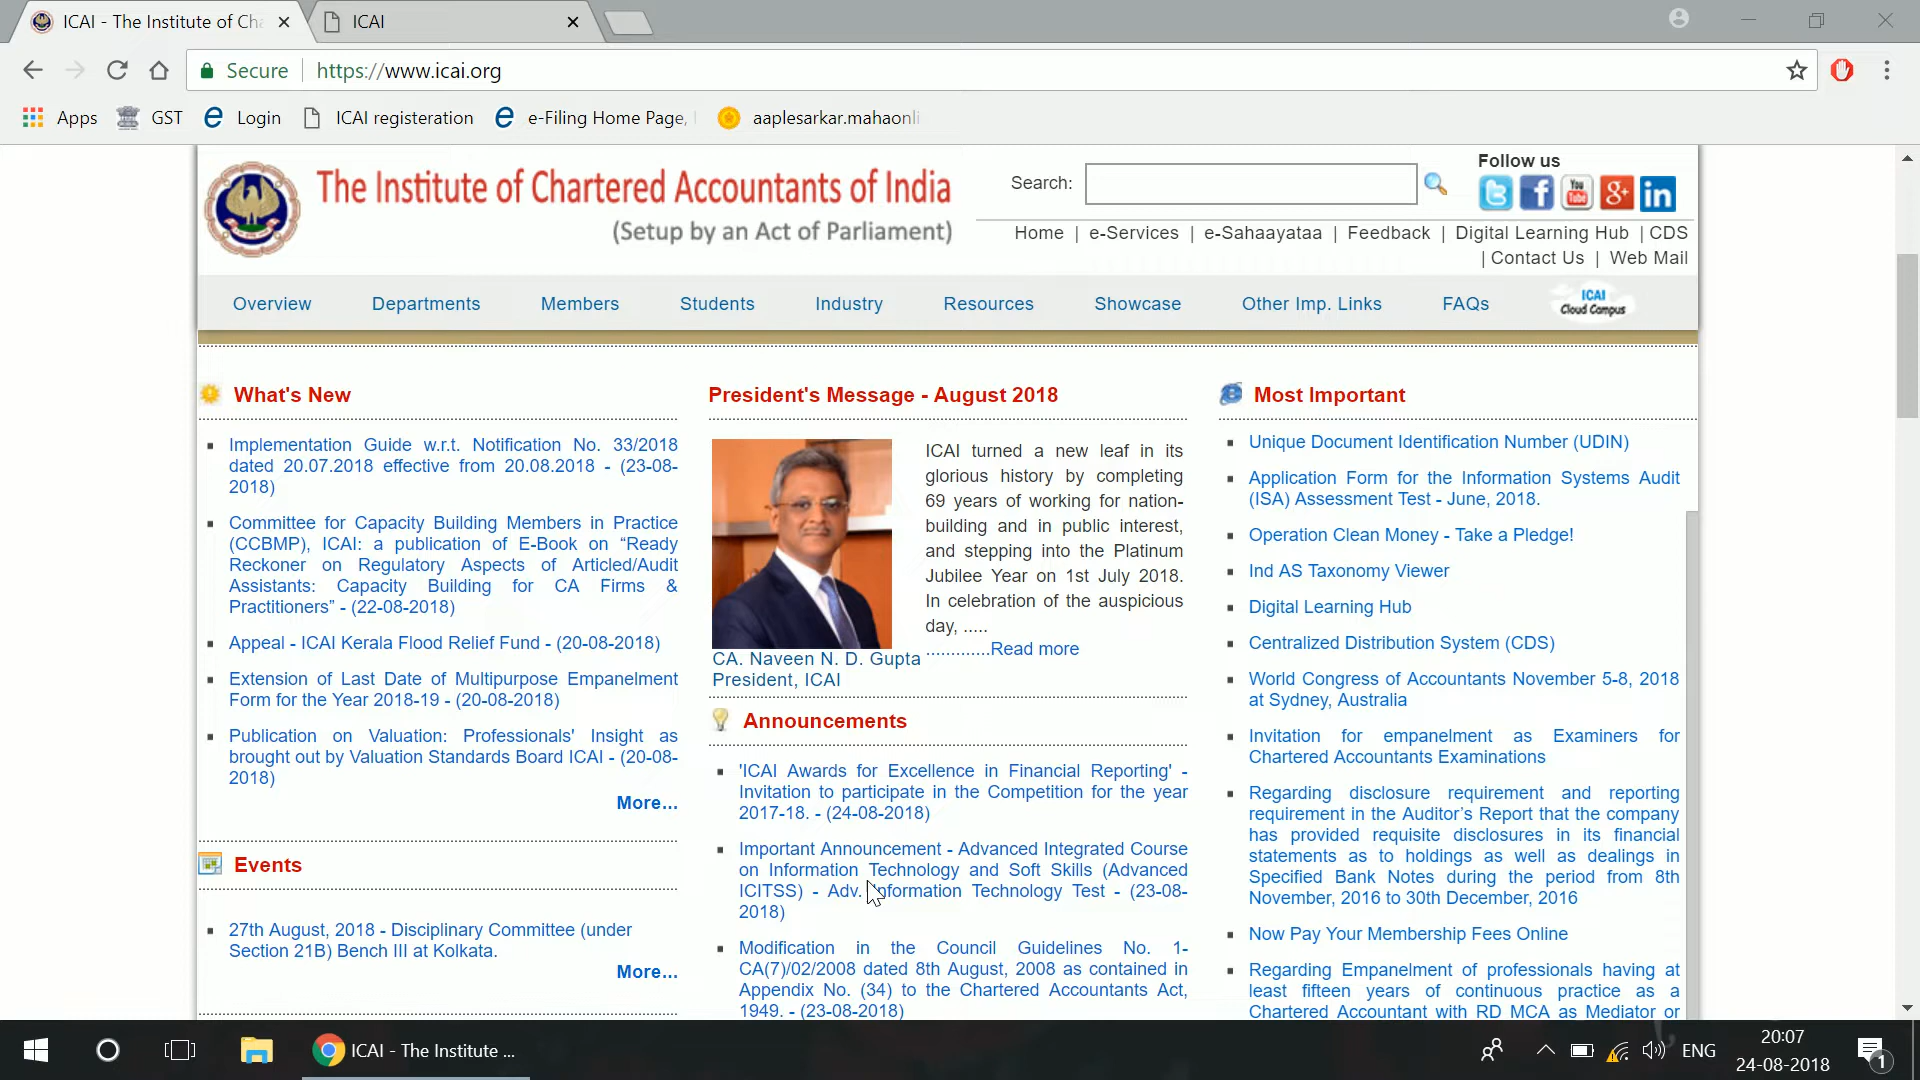 ICAI - The Institute of Cha
ICAI
Secure
https://www.icai.org
Apps
GST
Login
ICAI registeration
e-Filing Home Page,
aaplesarkar.mahaonli
The Institute of Chartered Accountants of India
(Setup by an Act of Parliament)
Search:
Follow us
You
Tube
Home | e-Services | e-Sahaayataa | Feedback | Digital Learning Hub | CDS
| Contact Us | Web Mail
Overview
Departments
Members
Students
Industry
Resources
Showcase
Other Imp. Links
FAQs
ICAI
Cloud Campus
What's New
Implementation Guide w.r.t. Notification No. 33/2018
dated 20.07.2018 effective from 20.08.2018 - (23-08-
2018)
Committee for Capacity Building Members in Practice
(CCBMP), ICAI: a publication of E-Book on “Ready
Reckoner on Regulatory Aspects of Articled/Audit
Assistants: Capacity Building for CA Firms &
Practitioners” - (22-08-2018)
Appeal - ICAI Kerala Flood Relief Fund - (20-08-2018)
Extension of Last Date of Multipurpose Empanelment
Form for the Year 2018-19 - (20-08-2018)
Publication on Valuation: Professionals' Insight as
brought out by Valuation Standards Board ICAI - (20-08-
2018)
More...
Events
27th August, 2018 - Disciplinary Committee (under
Section 21B) Bench III at Kolkata.
More...
President's Message - August 2018
ICAI turned a new leaf in its
glorious history by completing
69 years of working for nation-
building and in public interest,
and stepping into the Platinum
Jubilee Year on 1st July 2018.
In celebration of the auspicious
day, .....
.............Read more
CA. Naveen N. D. Gupta
President, ICAI
Announcements
'ICAI Awards for Excellence in Financial Reporting' -
Invitation to participate in the Competition for the year
2017-18. - (24-08-2018)
Important Announcement - Advanced Integrated Course
on Information Technology and Soft Skills (Advanced
ICITSS) - Adv. Information Technology Test - (23-08-
2018)
Modification in the Council Guidelines No. 1-
CA(7)/02/2008 dated 8th August, 2008 as contained in
Appendix No. (34) to the Chartered Accountants Act,
1949. - (23-08-2018)
Most Important
Unique Document Identification Number (UDIN)
Application Form for the Information Systems Audit
(ISA) Assessment Test - June, 2018.
Operation Clean Money - Take a Pledge!
Ind AS Taxonomy Viewer
Digital Learning Hub
Centralized Distribution System (CDS)
World Congress of Accountants November 5-8, 2018
at Sydney, Australia
Invitation for empanelment as Examiners for
Chartered Accountants Examinations
Regarding disclosure requirement and reporting
requirement in the Auditor’s Report that the company
has provided requisite disclosures in its financial
statements as to holdings as well as dealings in
Specified Bank Notes during the period from 8th
November, 2016 to 30th December, 2016
Now Pay Your Membership Fees Online
Regarding Empanelment of professionals having at
least fifteen years of continuous practice as a
Chartered Accountant with RD MCA as Mediator or
ICAI - The Institute ...
ENG
20:07
24-08-2018
1